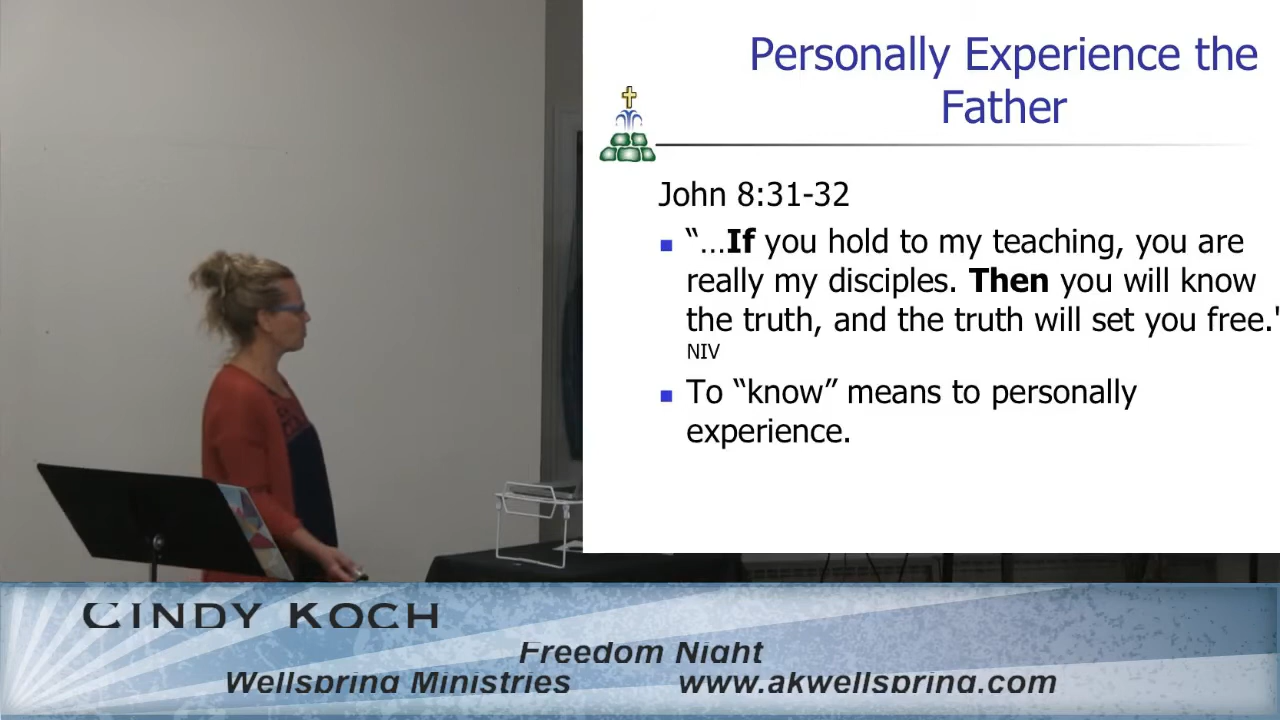 Personally Experience the
Father
John 8:31-32
“…If you hold to my teaching, you are
really my disciples. Then you will know
the truth, and the truth will set you free."
NIV
To “know” means to personally
experience.
CINDY KOCH
Freedom Night
Wellspring Ministries www.akwellspring.com